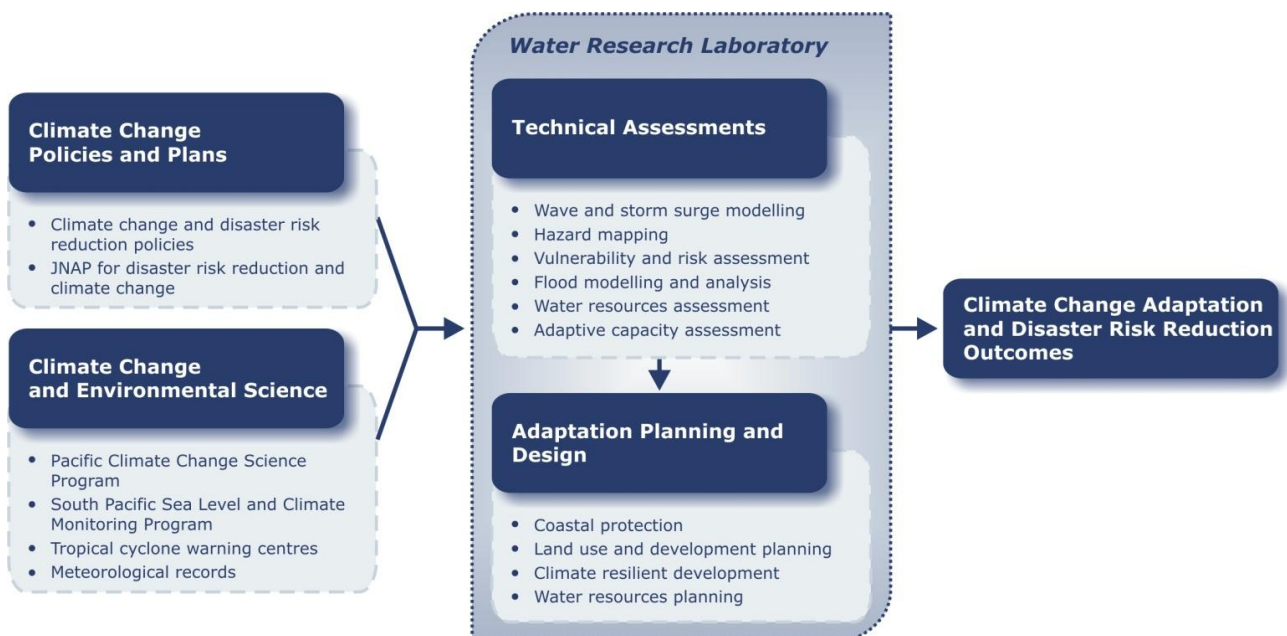 Water Research Laboratory
Climate Change
Policies and Plans
• Climate change and disaster risk
reduction policies
• JNAP for disaster risk reduction and
climate change
Climate Change
and Environmental Science
• Pacific Climate Change Science
Program
• South Pacific Sea Level and Climate
Monitoring Program
• Tropical cyclone warning centres
• Meteorological records
Technical Assessments
• Wave and storm surge modelling
• Hazard mapping
• Vulnerability and risk assessment
• Flood modelling and analysis
• Water resources assessment
• Adaptive capacity assessment
Adaptation Planning and
Design
• Coastal protection
• Land use and development planning
• Climate resilient development
• Water resources planning
Climate Change Adaptation
and Disaster Risk Reduction
Outcomes